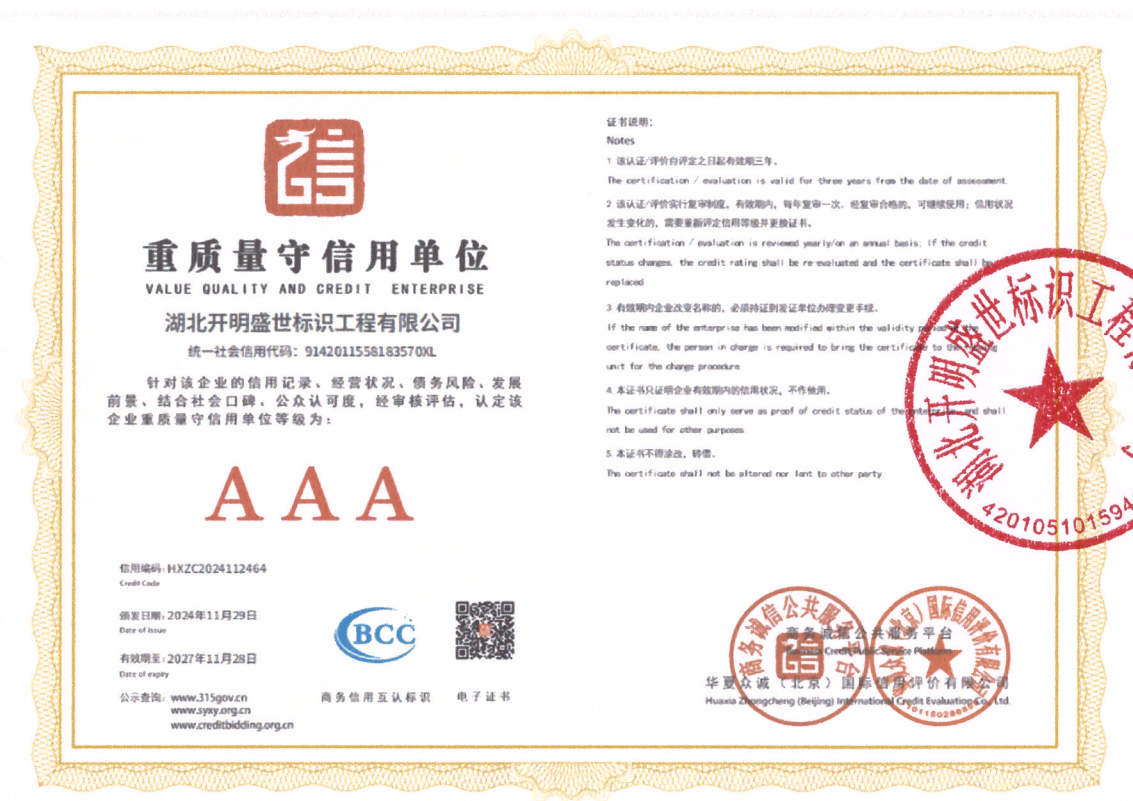 信
重质量守信用单位
VALUE QUALITY AND CREDIT ENTERPRISE
湖北开明盛世标识工程有限公司
统一社会信用代码：9142011558183570XL
针对该企业的信用记录、经营状况、债务风险、发展
前景、结合社会口碑、公众认可度，经审核评估，认定该
企业重质量守信用单位等级为：
AAA
信用编码：HXZC2024112464
Credit Code
颁发日期：2024年11月29日
Date of Issue
有效期至：2027年11月28日
Date of expiry
公示查询：www.315gov.cn
www.syxy.org.cn
www.creditbidding.org.cn
BCC
商务信用互认标识
电子证书
证书说明：
Notes
1 该认证/评价自评定之日起有效期三年。
The certification / evaluation is valid for three years from the date of assessment.
2 该认证/评价实行复审制度。有效期内，每年复审一次。经复审合格的，可继续使用；信用状况
发生变化的，需要重新评定信用等级并更换证书。
The certification / evaluation is reviewed yearly/on an annual basis; If the credit
status changes, the credit rating shall be re-evaluated and the certificate shall be
replaced
3 有效期内企业改变名称的，必须持证到发证单位办理变更手续。
If the name of the enterprise has been modified within the validity period of the
certificate, the person in charge is required to bring the certificate to the
unit for the change procedure
4 本证书只证明企业有效期内的信用状况，不作他用。
The certificate shall only serve as proof of credit status of the enterprise, and shall
not be used for other purposes
5 本证书不得涂改，转借。
The certificate shall not be altered nor lent to other party
湖北开明盛世标识工程
420105101594
商务诚信公共服务平台
国际信用评价有限公司
商务诚信公共服务平台
Business Credit Public Service Platform
华夏众诚（北京）国际信用评价有限公司
Huaxia Zhongcheng (Beijing) International Credit Evaluation Co., Ltd.